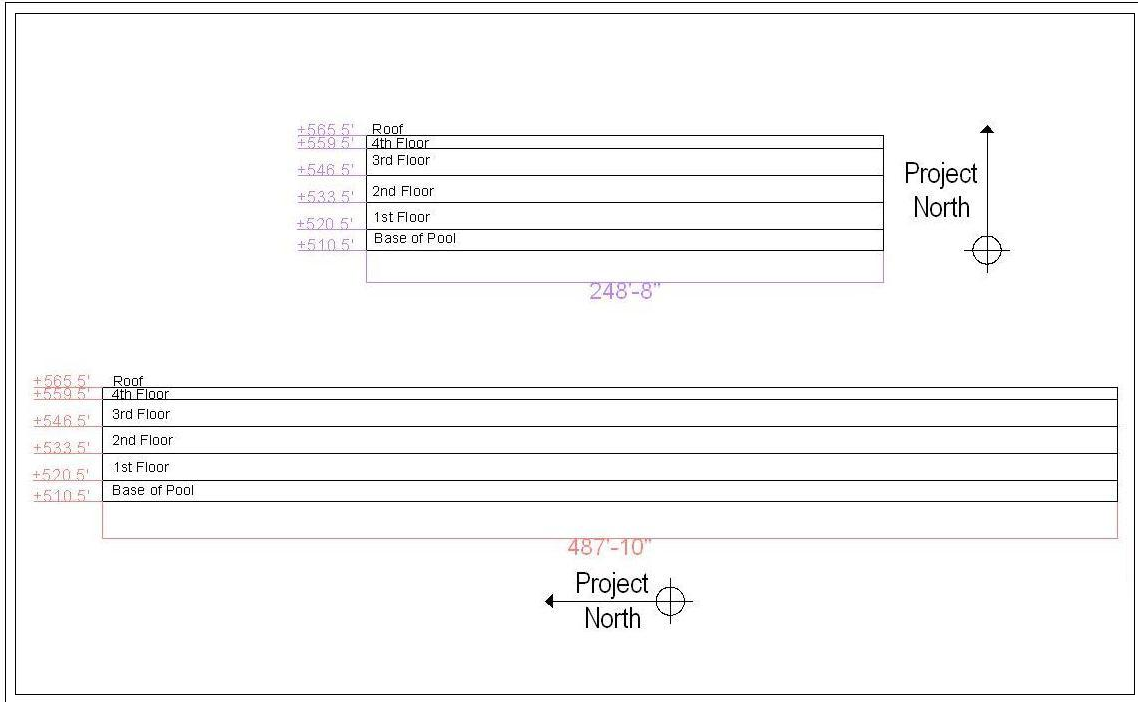 +565.5' Roof
+559.5' 4th Floor
3rd Floor
+546.5'
+533.5' 2nd Floor
+520.5' 1st Floor
+510.5' Base of Pool
248'-8"
Project
North
+565.5' Roof
+559.5' 4th Floor
3rd Floor
+546.5'
2nd Floor
+533.5'
1st Floor
+520.5'
+510.5' Base of Pool
487'-10"
Project
North